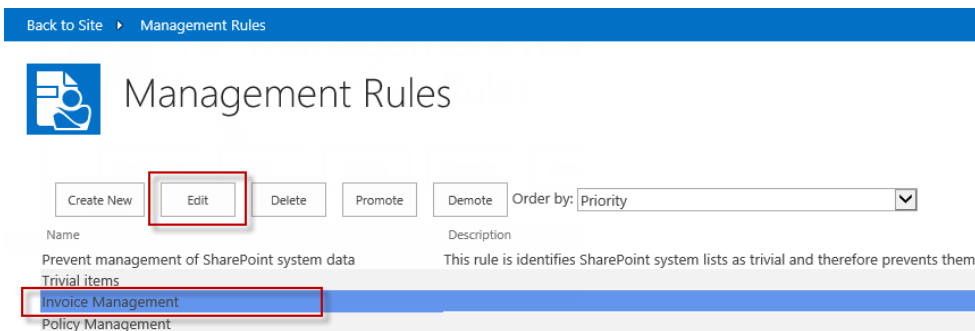 Back to Site ▸ Management Rules
Management Rules
Create New Edit Delete Promote Demote Order by: Priority
Name Description
Prevent management of SharePoint system data This rule is identifies SharePoint system lists as trivial and therefore prevents them
Trivial items
Invoice Management
Policy Management